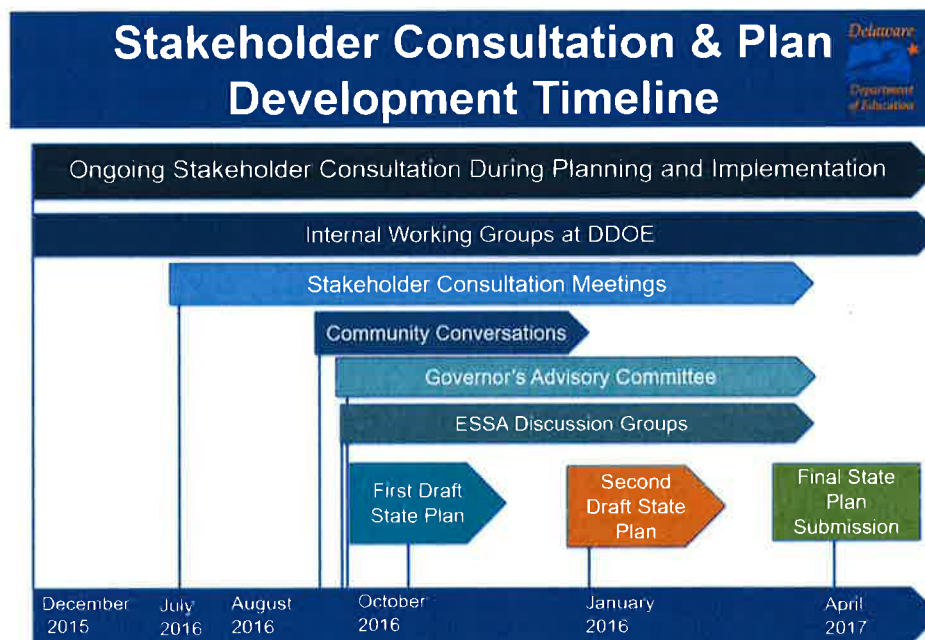 Stakeholder Consultation & Plan
Development Timeline
Delaware
Department
of Education
Ongoing Stakeholder Consultation During Planning and Implementation
Internal Working Groups at DDOE
Stakeholder Consultation Meetings
Community Conversations
Governor's Advisory Committee
ESSA Discussion Groups
First Draft
State Plan
Second
Draft State
Plan
Final State
Plan
Submission
December
2015
July
2016
August
2016
October
2016
January
2016
April
2017